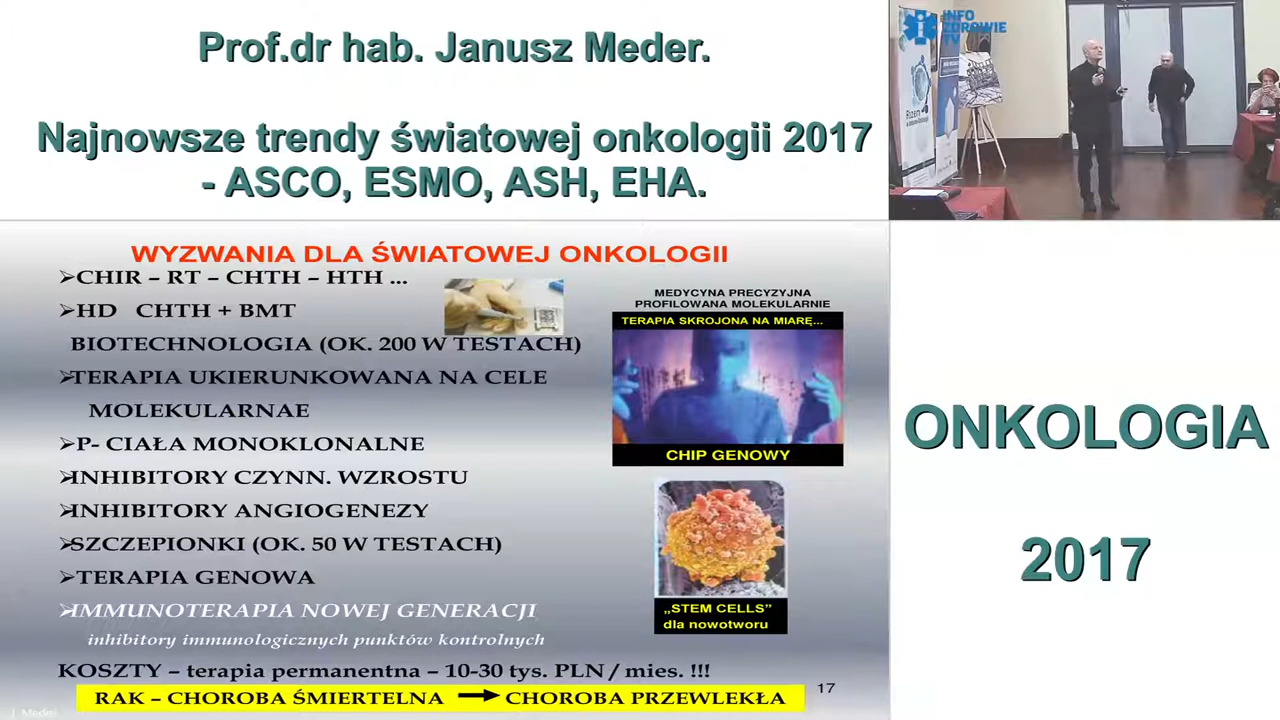 Prof.dr hab. Janusz Meder.
Najnowsze trendy światowej onkologii 2017
- ASCO, ESMO, ASH, EHA.
INFO
ZDROWIE
TV
WYZWANIA DLA ŚWIATOWEJ ONKOLOGII
➢CHIR – RT – CHTH – HTH ...
➢HD CHTH + BMT
BIOTECHNOLOGIA (OK. 200 W TESTACH)
➢TERAPIA UKIERUNKOWANA NA CELE
MOLEKULARNAE
➢P- CIAŁA MONOKLONALNE
➢INHIBITORY CZYNN. WZROSTU
➢INHIBITORY ANGIOGENEZY
➢SZCZEPIONKI (OK. 50 W TESTACH)
➢TERAPIA GENOWA
➢IMMUNOTERAPIA NOWEJ GENERACJI
inhibitory immunologicznych punktów kontrolnych
KOSZTY – terapia permanentna – 10-30 tys. PLN / mies. !!!
RAK – CHOROBA ŚMIERTELNA → CHOROBA PRZEWLEKŁA
MEDYCYNA PRECYZYJNA
PROFILOWANA MOLEKULARNIE
TERAPIA SKROJONA NA MIARĘ...
CHIP GENOWY
„STEM CELLS”
dla nowotworu
17
J. Meder
ONKOLOGIA
2017